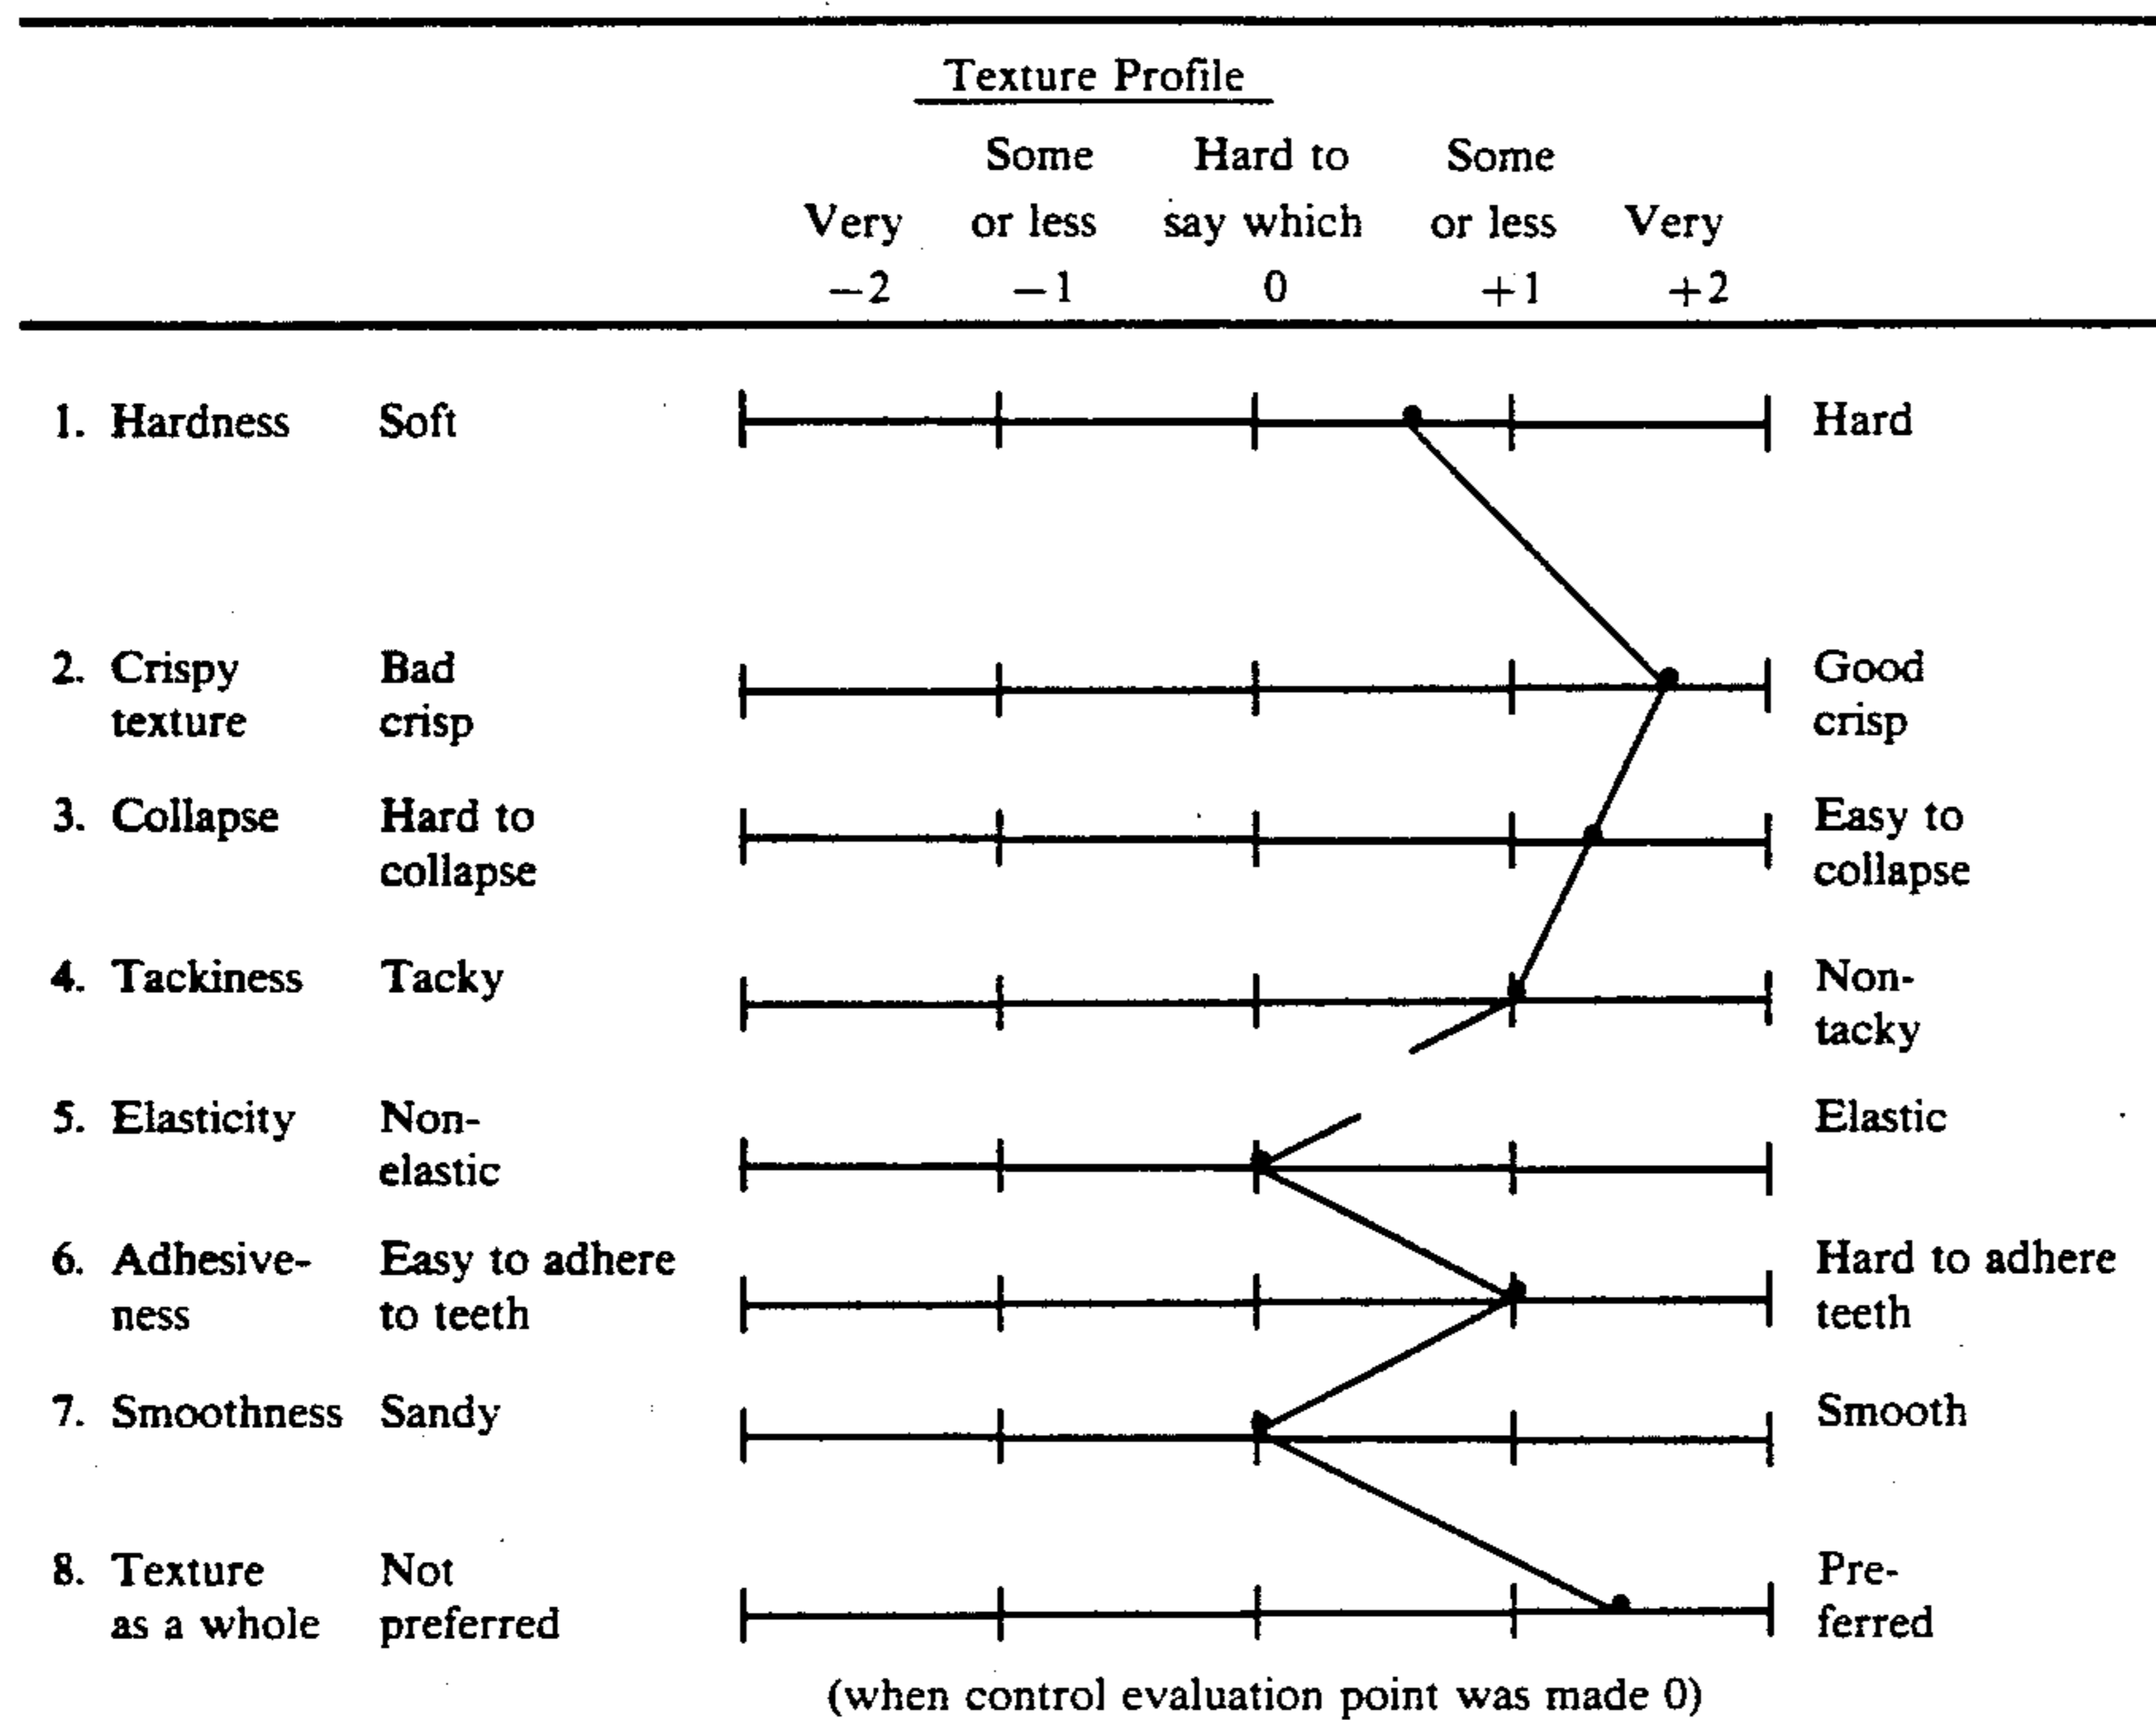 Texture Profile
Some Hard to Some
Very or less say which or less Very
−2 −1 0 +1 +2
1. Hardness Soft Hard
2. Crispy Bad Good
texture crisp crisp
3. Collapse Hard to Easy to
collapse collapse
4. Tackiness Tacky Non-
tacky
5. Elasticity Non- Elastic
elastic
6. Adhesive- Easy to adhere Hard to adhere
ness to teeth teeth
7. Smoothness Sandy Smooth
8. Texture Not Pre-
as a whole preferred ferred
(when control evaluation point was made 0)